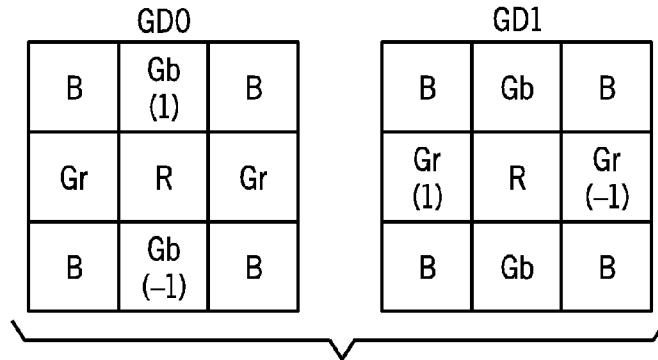 GD0 GD1
B Gb (1) B B Gb B
Gr R Gr Gr (1) R Gr (–1)
B Gb (–1) B B Gb B